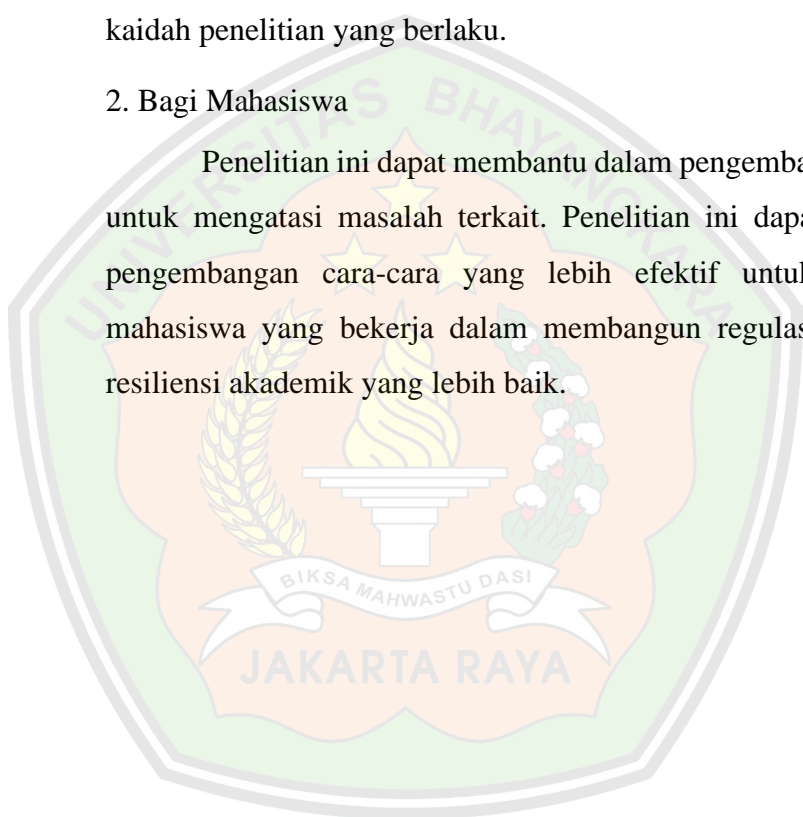 kaidah penelitian yang berlaku.
2. Bagi Mahasiswa
Penelitian ini dapat membantu dalam pengemba
untuk mengatasi masalah terkait. Penelitian ini dapa
pengembangan cara-cara yang lebih efektif untuk
mahasiswa yang bekerja dalam membangun regulas
resiliensi akademik yang lebih baik.
UNIVERSITAS BHAYANGKARA
BIKSA MAHWASTU DASI
JAKARTA RAYA